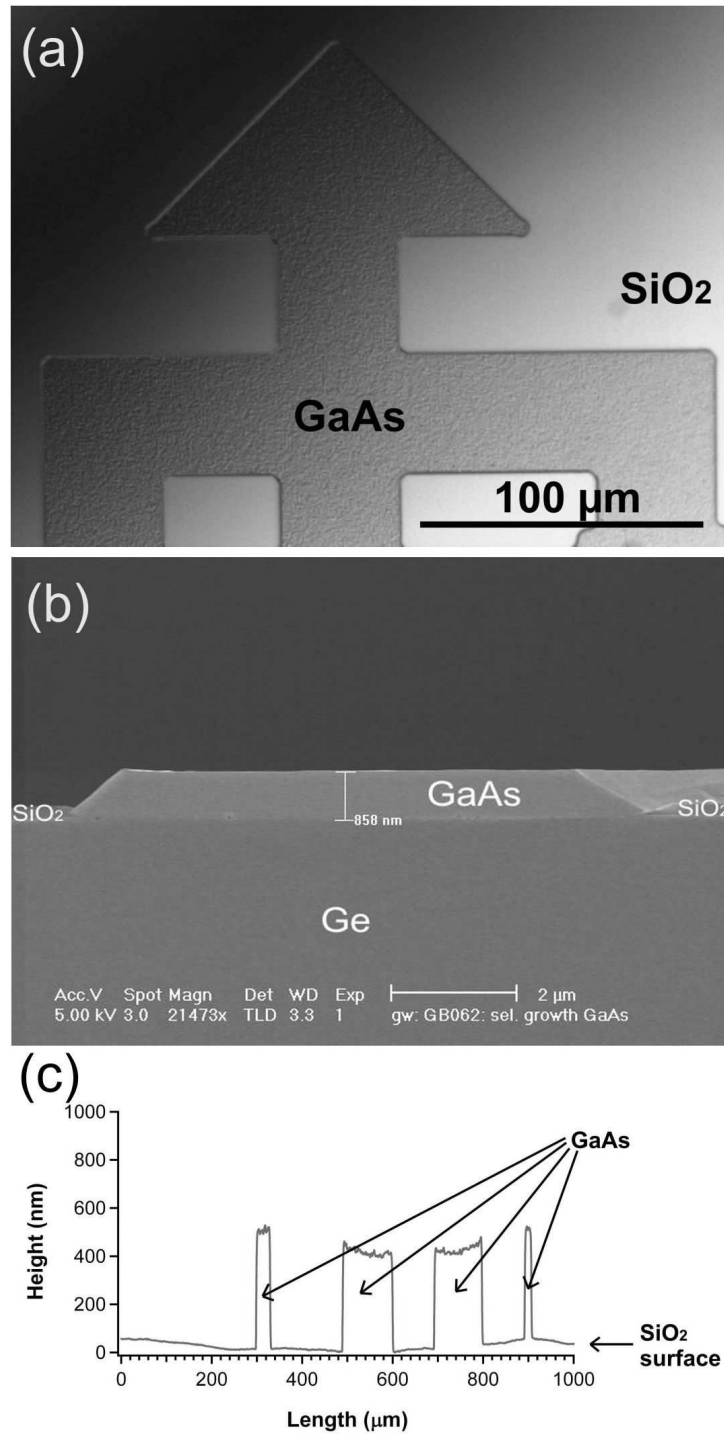 (a)
SiO2
GaAs
100 μm
(b)
SiO2
GaAs
SiO2
858 nm
Ge
Acc.V Spot Magn Det WD Exp
2 μm
5.00 kV 3.0 21473x TLD 3.3 1 gw: GB062: sel. growth GaAs
(c)
1000
800
600
400
200
0
Height (nm)
GaAs
SiO2
surface
0 200 400 600 800 1000
Length (μm)